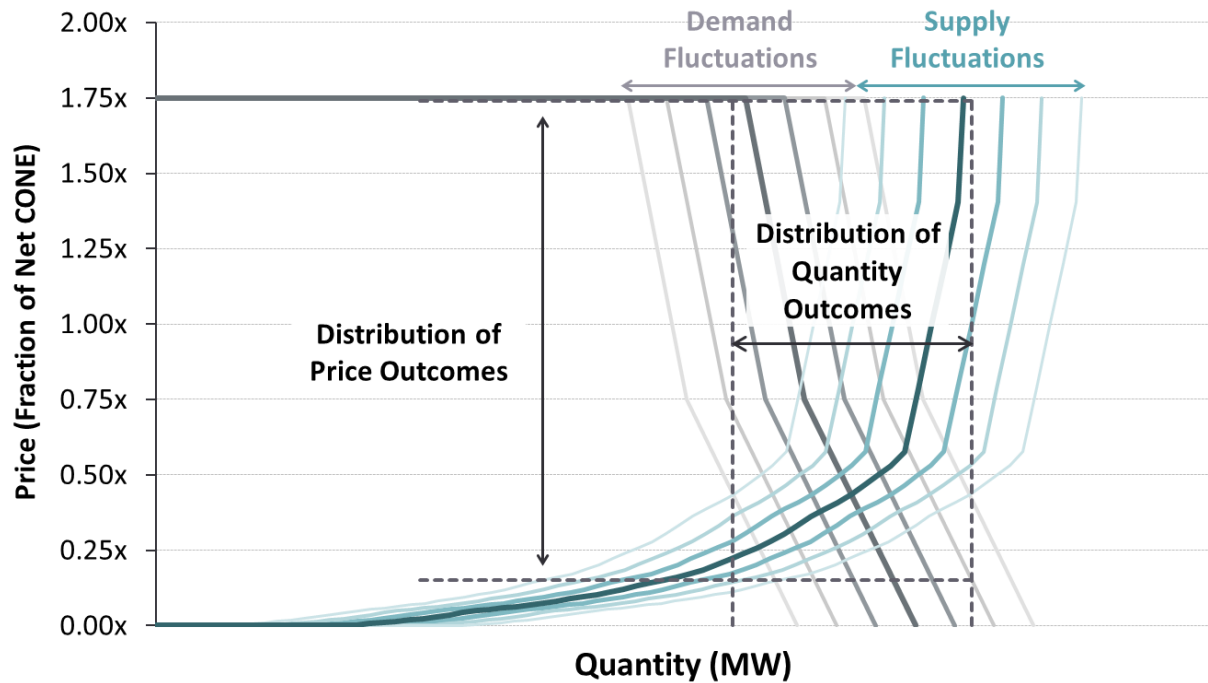 2.00x
Demand
Fluctuations
Supply
Fluctuations
1.75x
1.50x
1.25x
Distribution of
Quantity
Outcomes
1.00x
Distribution of
Price Outcomes
0.75x
0.50x
0.25x
0.00x
Price (Fraction of Net CONE)
Quantity (MW)